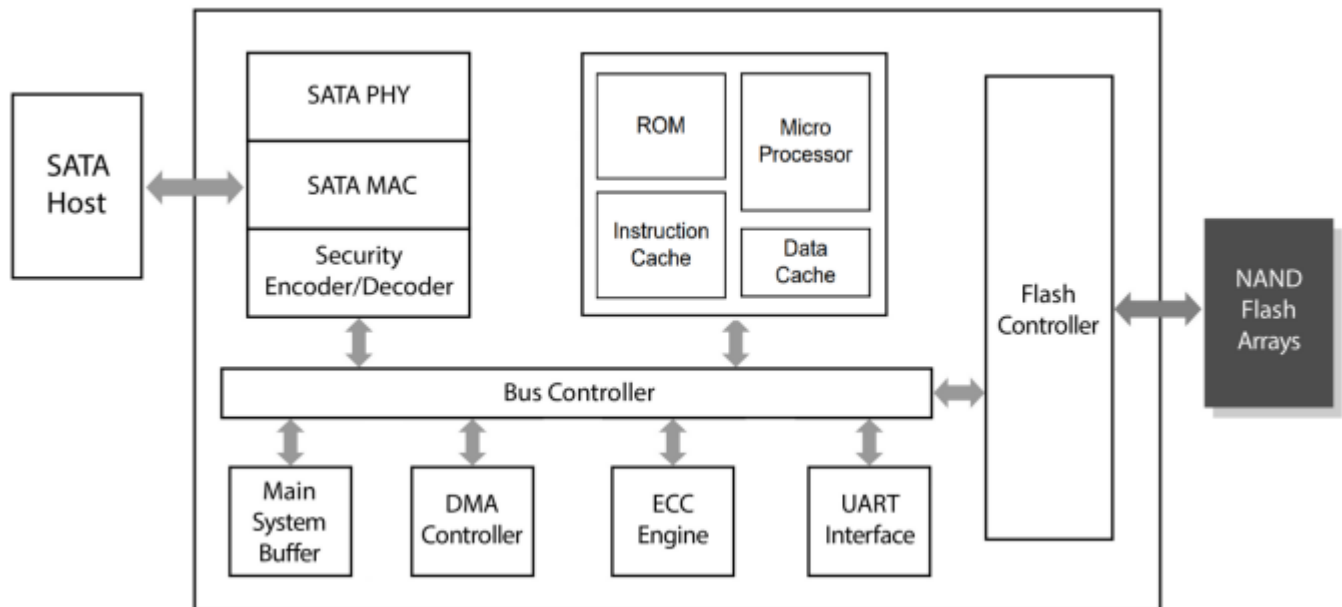 SATA
Host
SATA PHY
SATA MAC
Security
Encoder/Decoder
ROM
Micro
Processor
Instruction
Cache
Data
Cache
Flash
Controller
NAND
Flash
Arrays
Bus Controller
Main
System
Buffer
DMA
Controller
ECC
Engine
UART
Interface